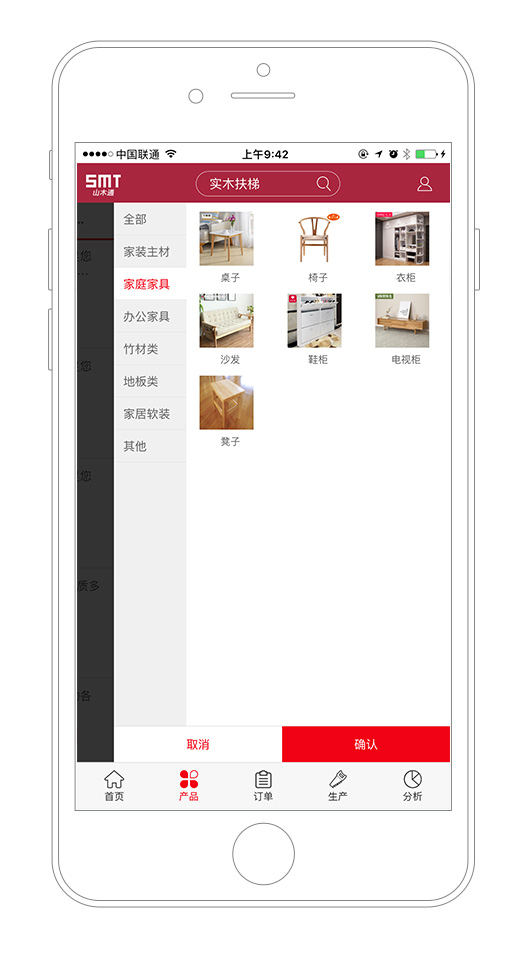 中国联通 上午9:42
SMT
山木通
实木扶梯
全部
家装主材
家庭家具
办公家具
竹材类
地板类
家居软装
其他
桌子 椅子 衣柜
沙发 鞋柜 电视柜
凳子
您
您
您
质多
各
取消 确认
首页 产品 订单 生产 分析